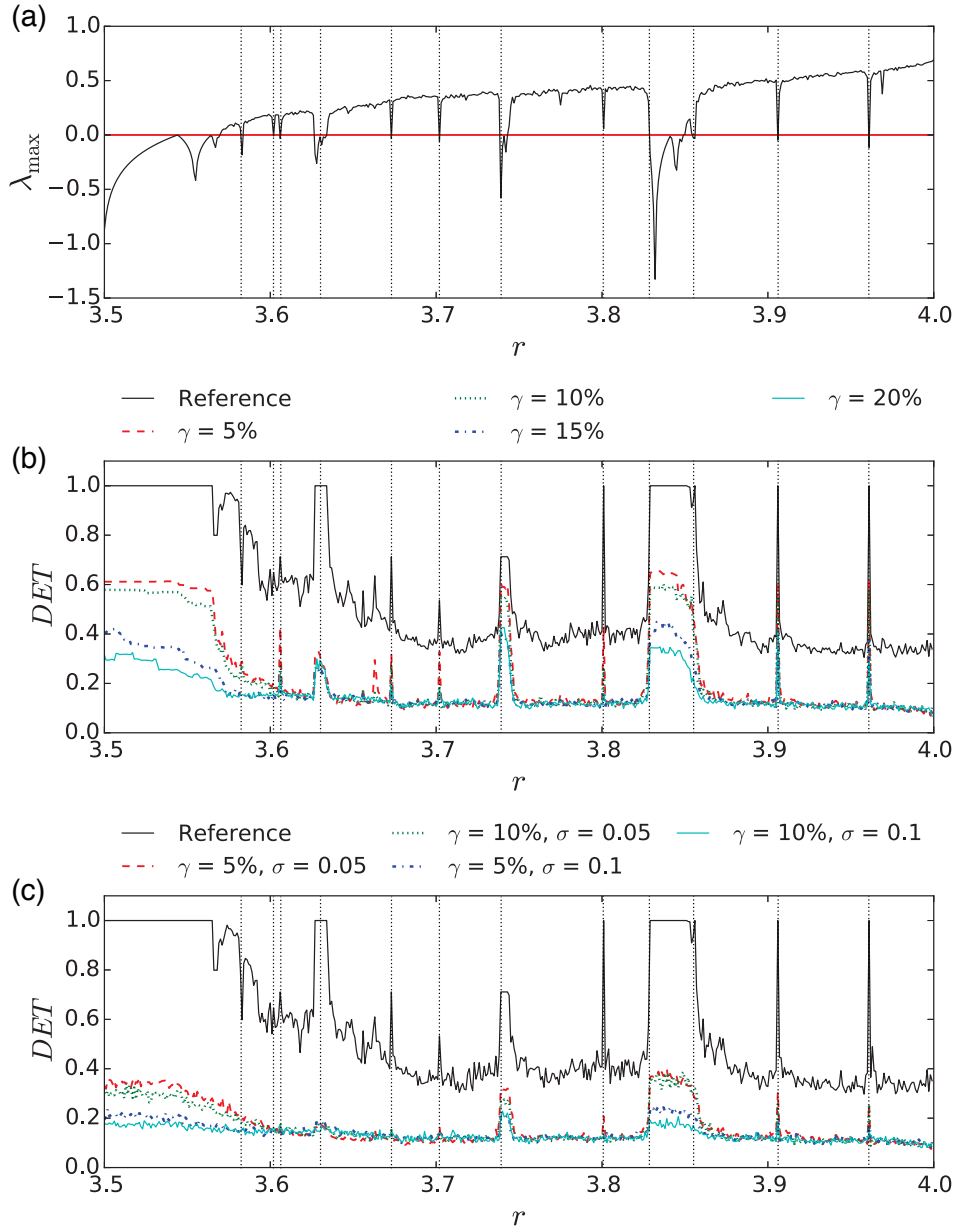 (a)
1.0
0.5
0.0
−0.5
−1.0
−1.5
λmax
3.5 3.6 3.7 3.8 3.9 4.0
r
Reference γ = 10% γ = 20%
γ = 5% γ = 15%
(b)
1.0
0.8
0.6
0.4
0.2
0.0
DET
3.5 3.6 3.7 3.8 3.9 4.0
r
Reference γ = 10%, σ = 0.05 γ = 10%, σ = 0.1
γ = 5%, σ = 0.05 γ = 5%, σ = 0.1
(c)
1.0
0.8
0.6
0.4
0.2
0.0
DET
3.5 3.6 3.7 3.8 3.9 4.0
r